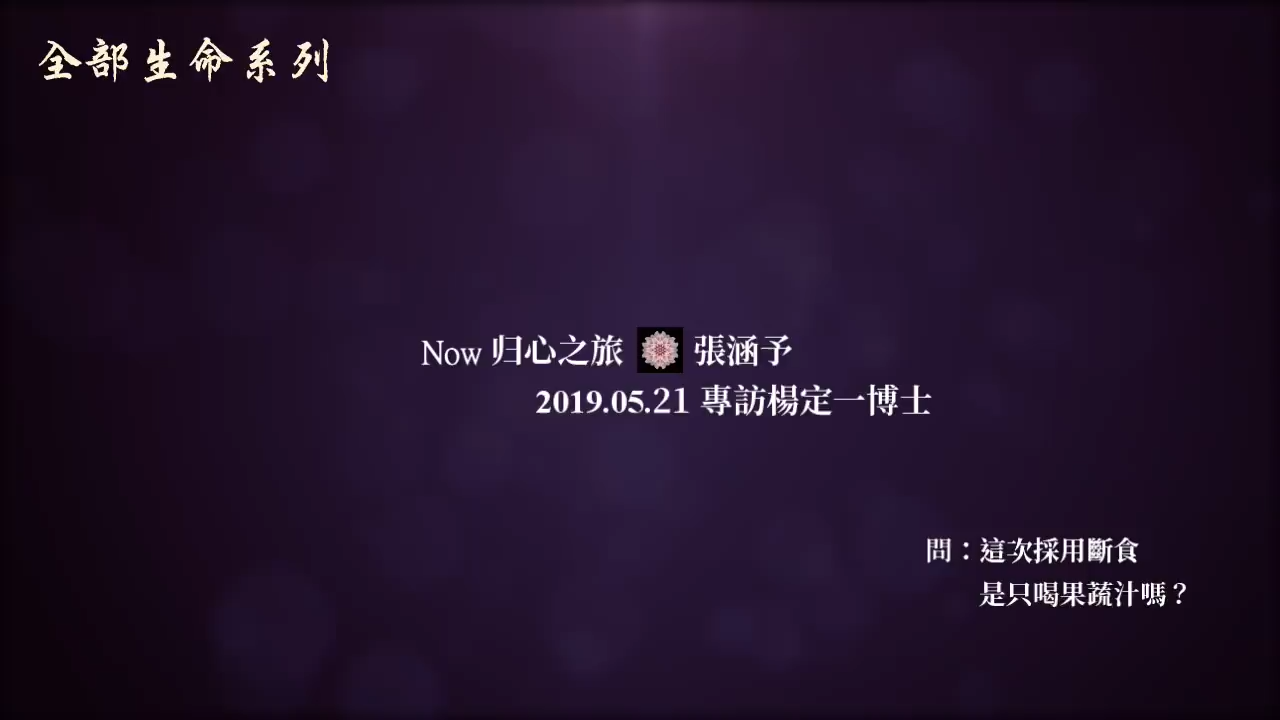 全部生命系列
Now 归心之旅 張涵予
2019.05.21 專訪楊定一博士
問：這次採用斷食
是只喝果蔬汁嗎？